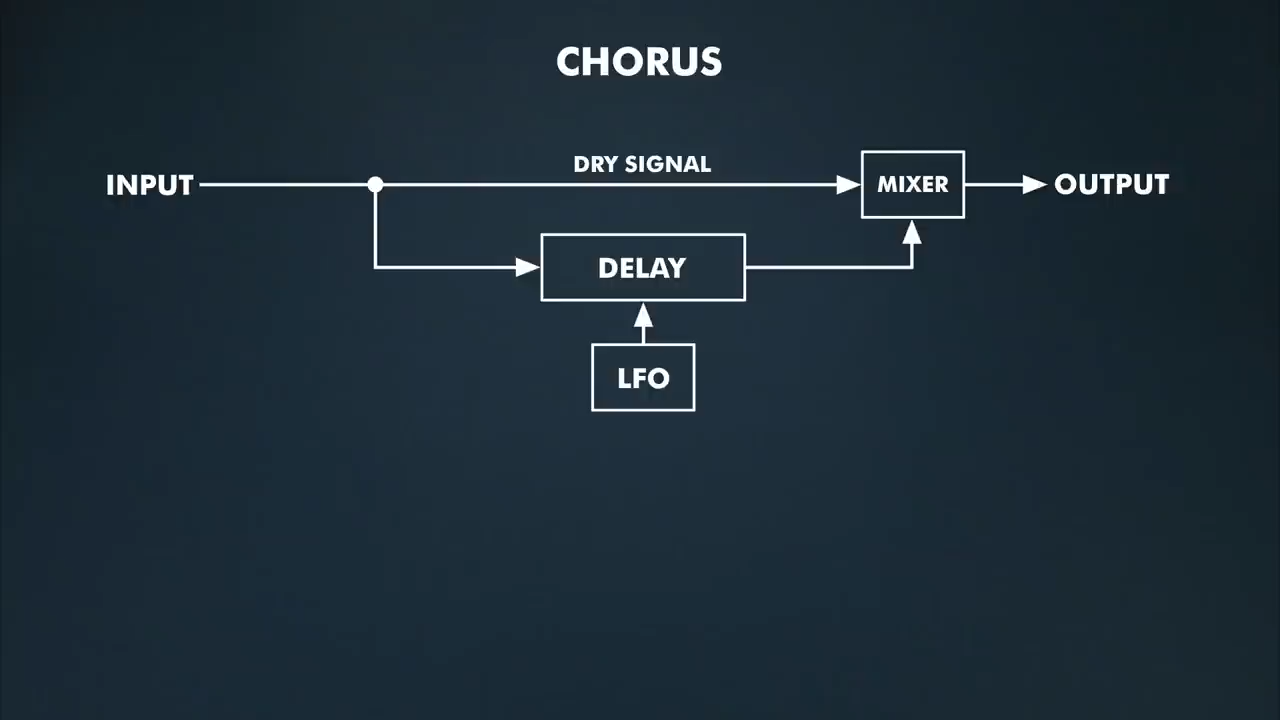 CHORUS
DRY SIGNAL
INPUT
MIXER
OUTPUT
DELAY
LFO